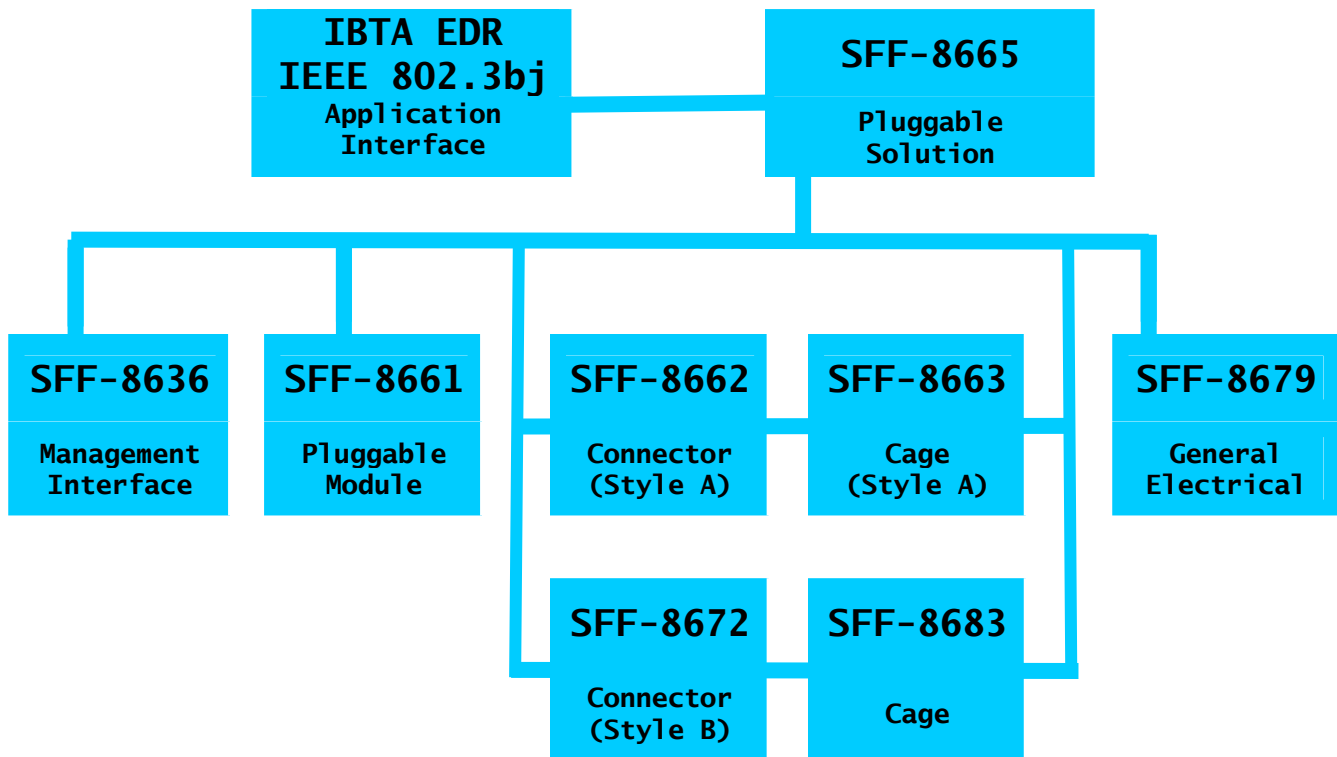 IBTA EDR
IEEE 802.3bj
Application
Interface
SFF-8665
Pluggable
Solution
SFF-8636
Management
Interface
SFF-8661
Pluggable
Module
SFF-8662
Connector
(Style A)
SFF-8663
Cage
(Style A)
SFF-8679
General
Electrical
SFF-8672
Connector
(Style B)
SFF-8683
Cage